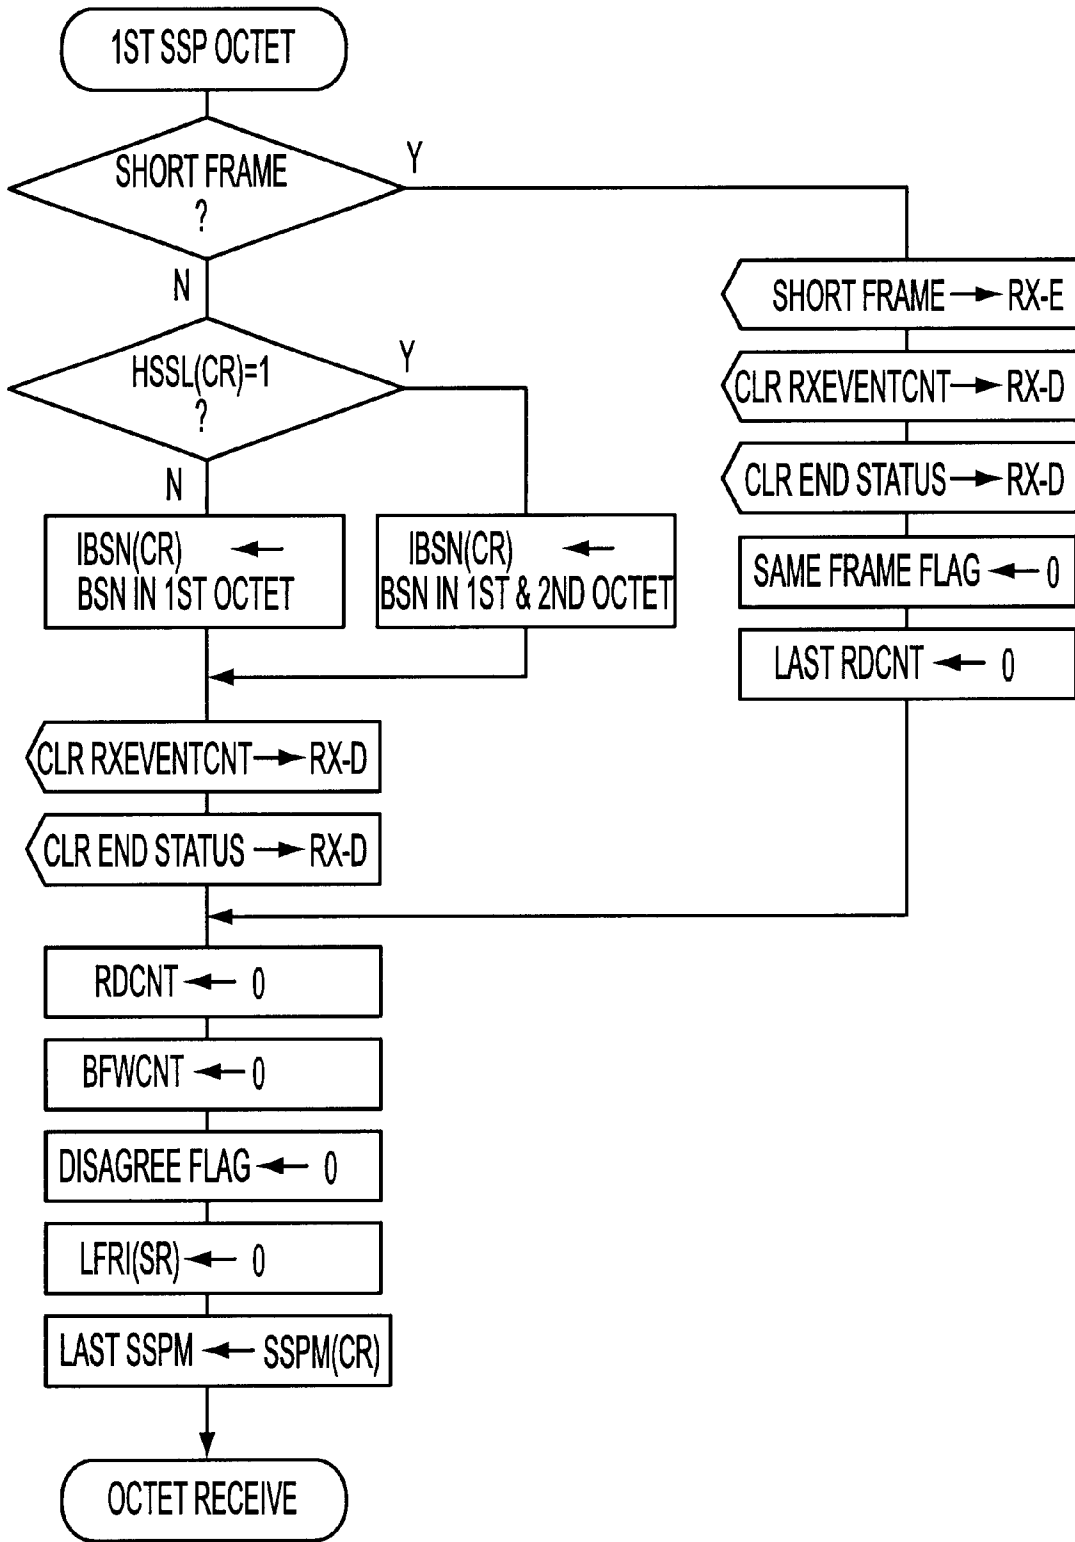 1ST SSP OCTET
SHORT FRAME
?
Y
N
HSSL(CR)=1
?
Y
N
IBSN(CR) ←
BSN IN 1ST OCTET
IBSN(CR) ←
BSN IN 1ST & 2ND OCTET
SHORT FRAME → RX-E
CLR RXEVENTCNT → RX-D
CLR END STATUS → RX-D
SAME FRAME FLAG ← 0
LAST RDCNT ← 0
CLR RXEVENTCNT → RX-D
CLR END STATUS → RX-D
RDCNT ← 0
BFWCNT ← 0
DISAGREE FLAG ← 0
LFRI(SR) ← 0
LAST SSPM ← SSPM(CR)
OCTET RECEIVE